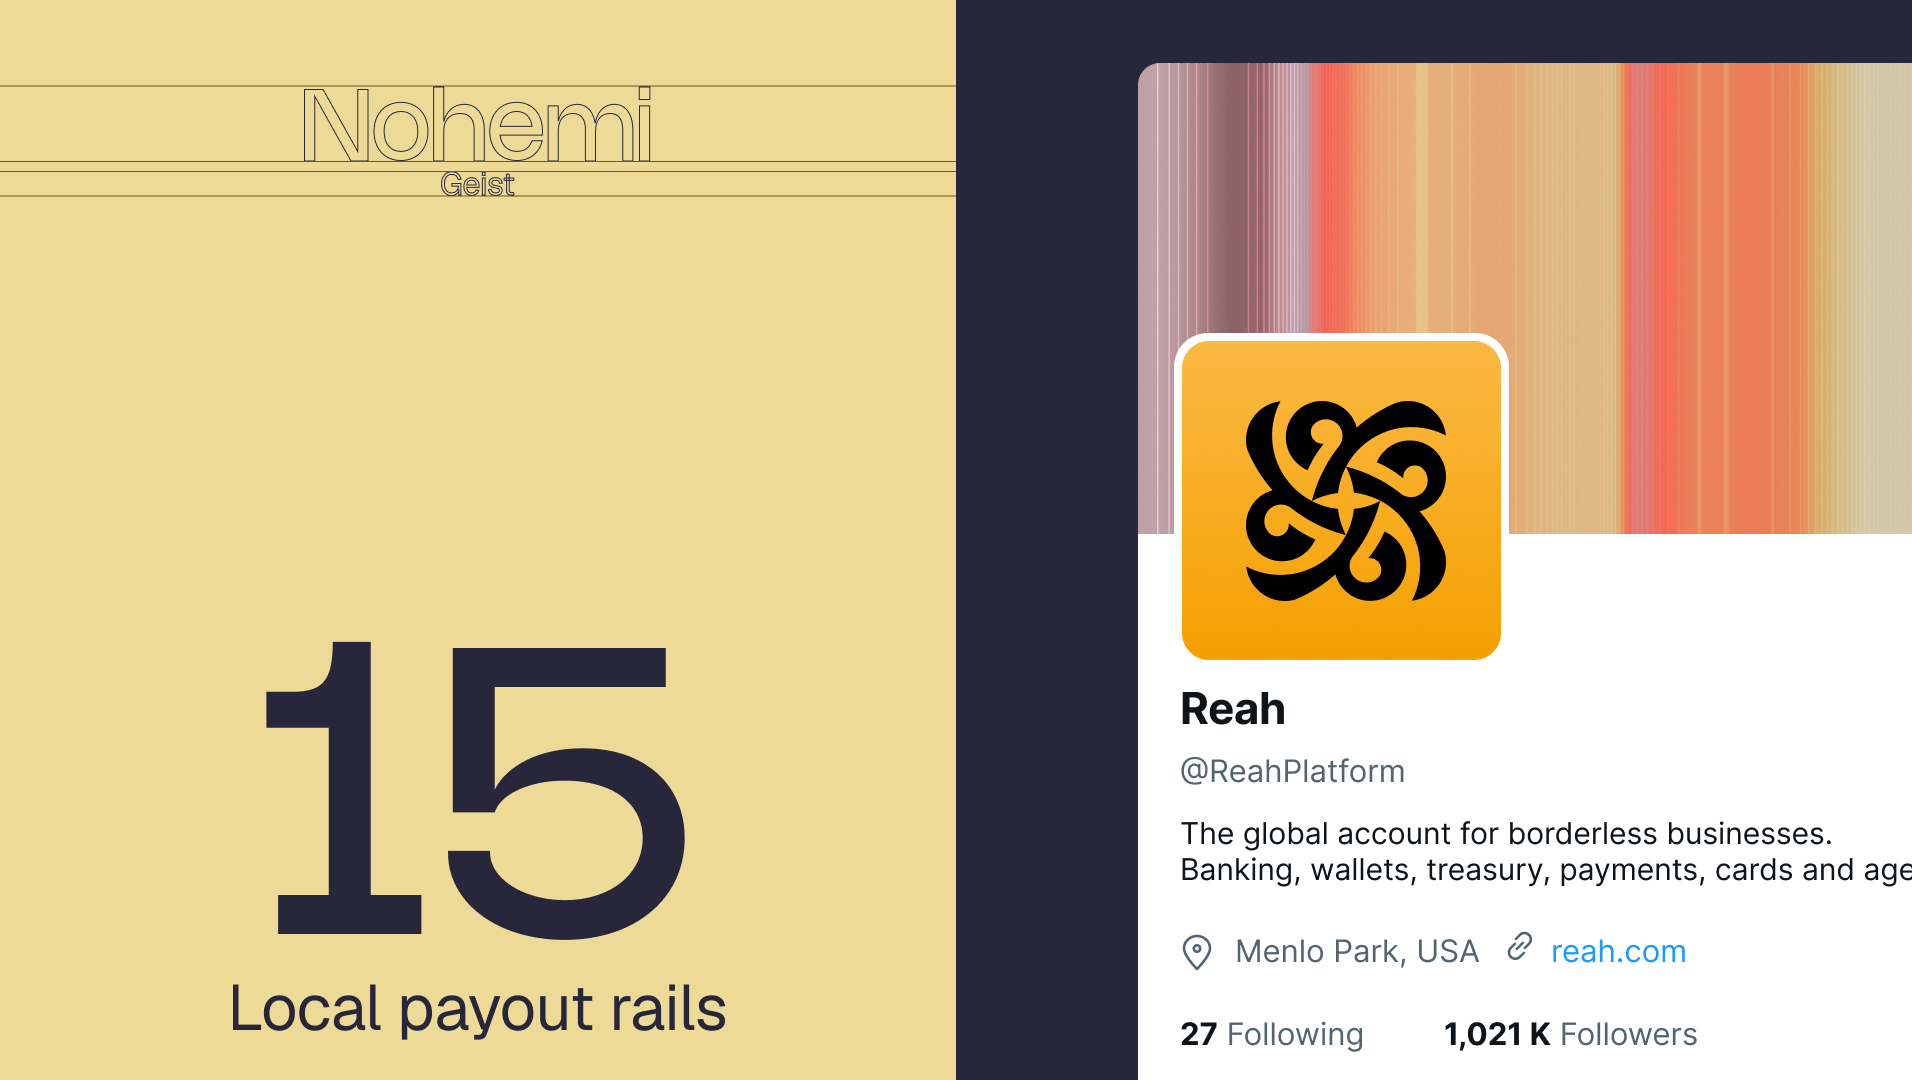 Nohemi
Geist
15
Local payout rails
Reah
@ReahPlatform
The global account for borderless businesses.
Banking, wallets, treasury, payments, cards and age
Menlo Park, USA reah.com
27 Following 1,021 K Followers